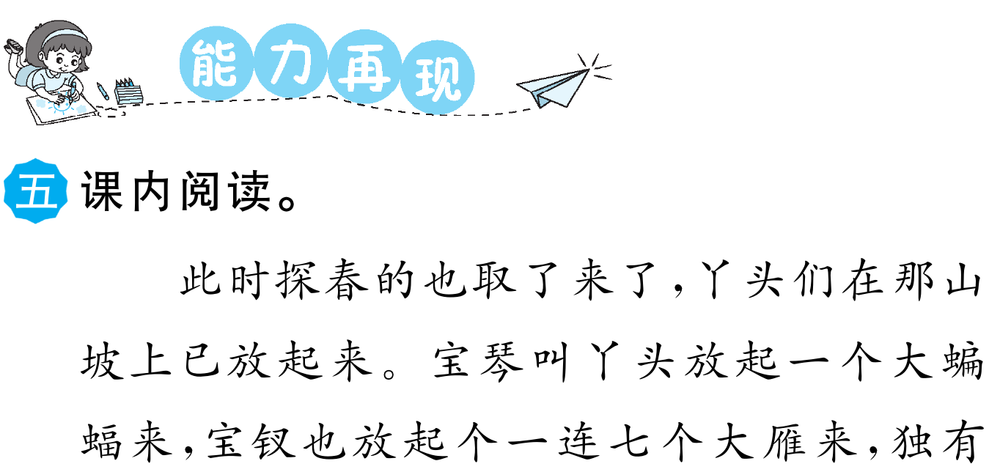 能力再现
五 课内阅读。
此时探春的也取了来了,丫头们在那山
坡上已放起来。宝琴叫丫头放起一个大蝙
蝠来,宝钗也放起个一连七个大雁来,独有